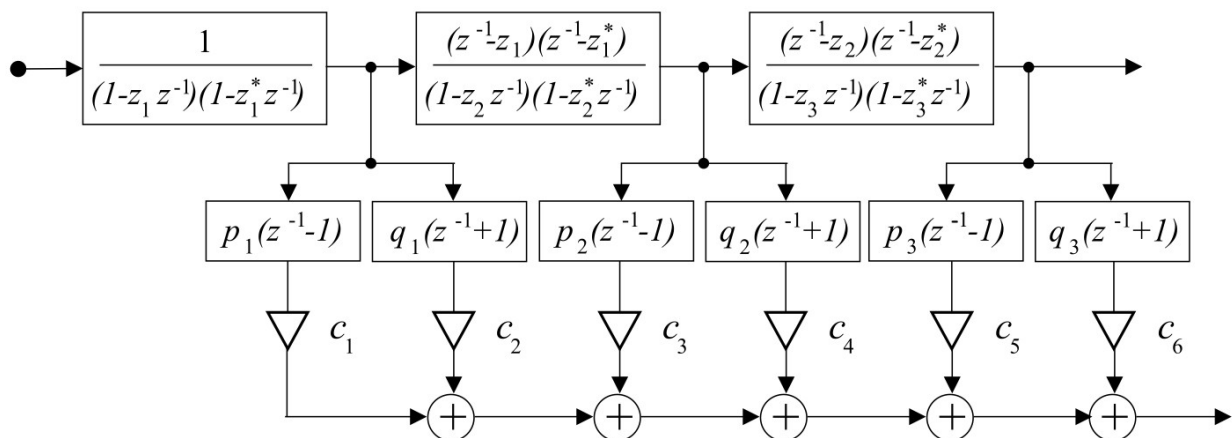 1 (z⁻¹-z₁)(z⁻¹-z₁*) (z⁻¹-z₂)(z⁻¹-z₂*)
(1-z₁ z⁻¹)(1-z₁* z⁻¹) (1-z₂ z⁻¹)(1-z₂* z⁻¹) (1-z₃ z⁻¹)(1-z₃* z⁻¹)
p₁(z⁻¹-1) q₁(z⁻¹+1) p₂(z⁻¹-1) q₂(z⁻¹+1) p₃(z⁻¹-1) q₃(z⁻¹+1)
c₁ c₂ c₃ c₄ c₅ c₆
+ + + + +